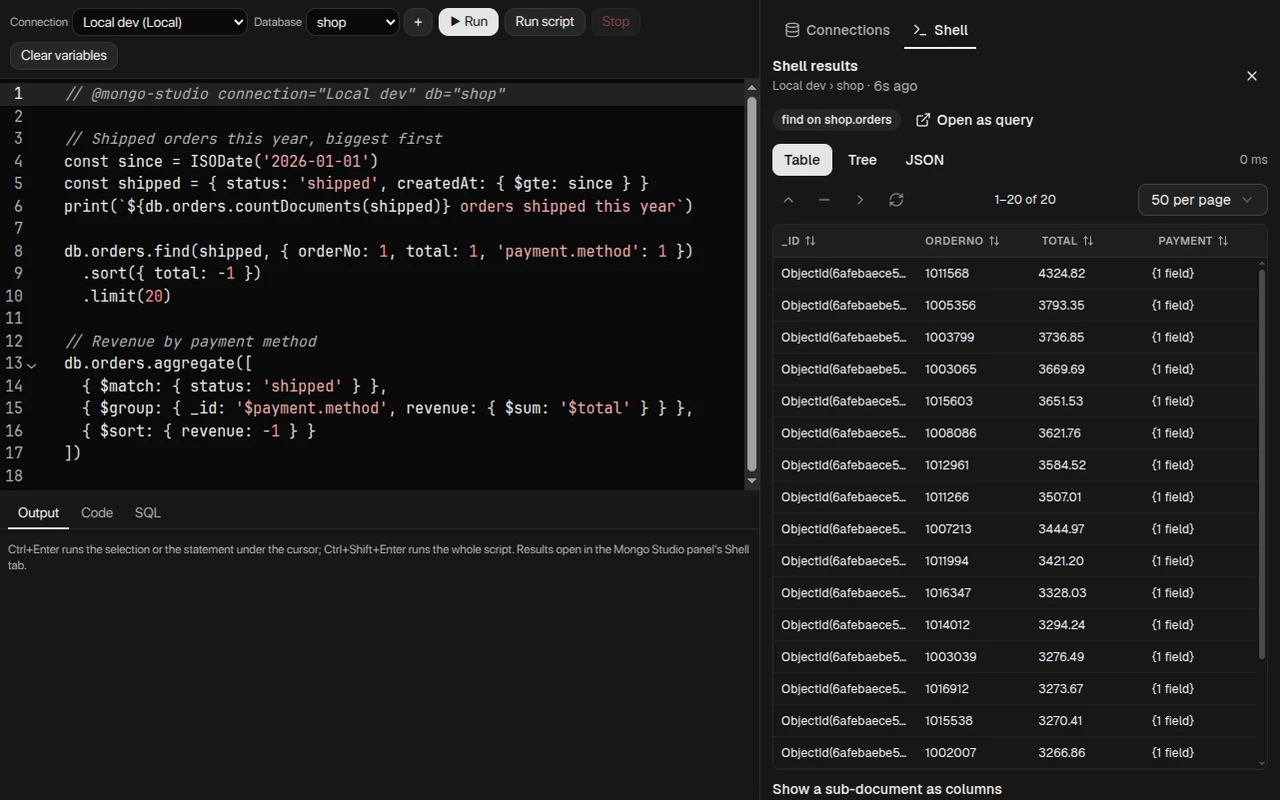 Connection Local dev (Local) Database shop + Run Run script Stop
Clear variables
1 // @mongo-studio connection="Local dev" db="shop"
2
3 // Shipped orders this year, biggest first
4 const since = ISODate('2026-01-01')
5 const shipped = { status: 'shipped', createdAt: { $gte: since } }
6 print(`${db.orders.countDocuments(shipped)} orders shipped this year`)
7
8 db.orders.find(shipped, { orderNo: 1, total: 1, 'payment.method': 1 })
9 .sort({ total: -1 })
10 .limit(20)
11
12 // Revenue by payment method
13 db.orders.aggregate([
14 { $match: { status: 'shipped' } },
15 { $group: { _id: '$payment.method', revenue: { $sum: '$total' } } },
16 { $sort: { revenue: -1 } }
17 ])
18
Output Code SQL
Ctrl+Enter runs the selection or the statement under the cursor; Ctrl+Shift+Enter runs the whole script. Results open in the Mongo Studio panel's Shell
tab.
Connections Shell
Shell results
Local dev › shop · 6s ago
find on shop.orders Open as query
Table Tree JSON 0 ms
1–20 of 20 50 per page
_ID ORDERNO TOTAL PAYMENT
ObjectId(6afebaece5… 1011568 4324.82 {1 field}
ObjectId(6afebaebe5… 1005356 3793.35 {1 field}
ObjectId(6afebaebe5… 1003799 3736.85 {1 field}
ObjectId(6afebaebe5… 1003065 3669.69 {1 field}
ObjectId(6afebaece5… 1015603 3651.53 {1 field}
ObjectId(6afebaece5… 1008086 3621.76 {1 field}
ObjectId(6afebaece5… 1012961 3584.52 {1 field}
ObjectId(6afebaece5… 1011266 3507.01 {1 field}
ObjectId(6afebaebe5… 1007213 3444.97 {1 field}
ObjectId(6afebaece5… 1011994 3421.20 {1 field}
ObjectId(6afebaece5… 1016347 3328.03 {1 field}
ObjectId(6afebaece5… 1014012 3294.24 {1 field}
ObjectId(6afebaebe5… 1003039 3276.49 {1 field}
ObjectId(6afebaece5… 1016912 3273.67 {1 field}
ObjectId(6afebaece5… 1015538 3270.41 {1 field}
ObjectId(6afebaebe5… 1002007 3266.86 {1 field}
Show a sub-document as columns